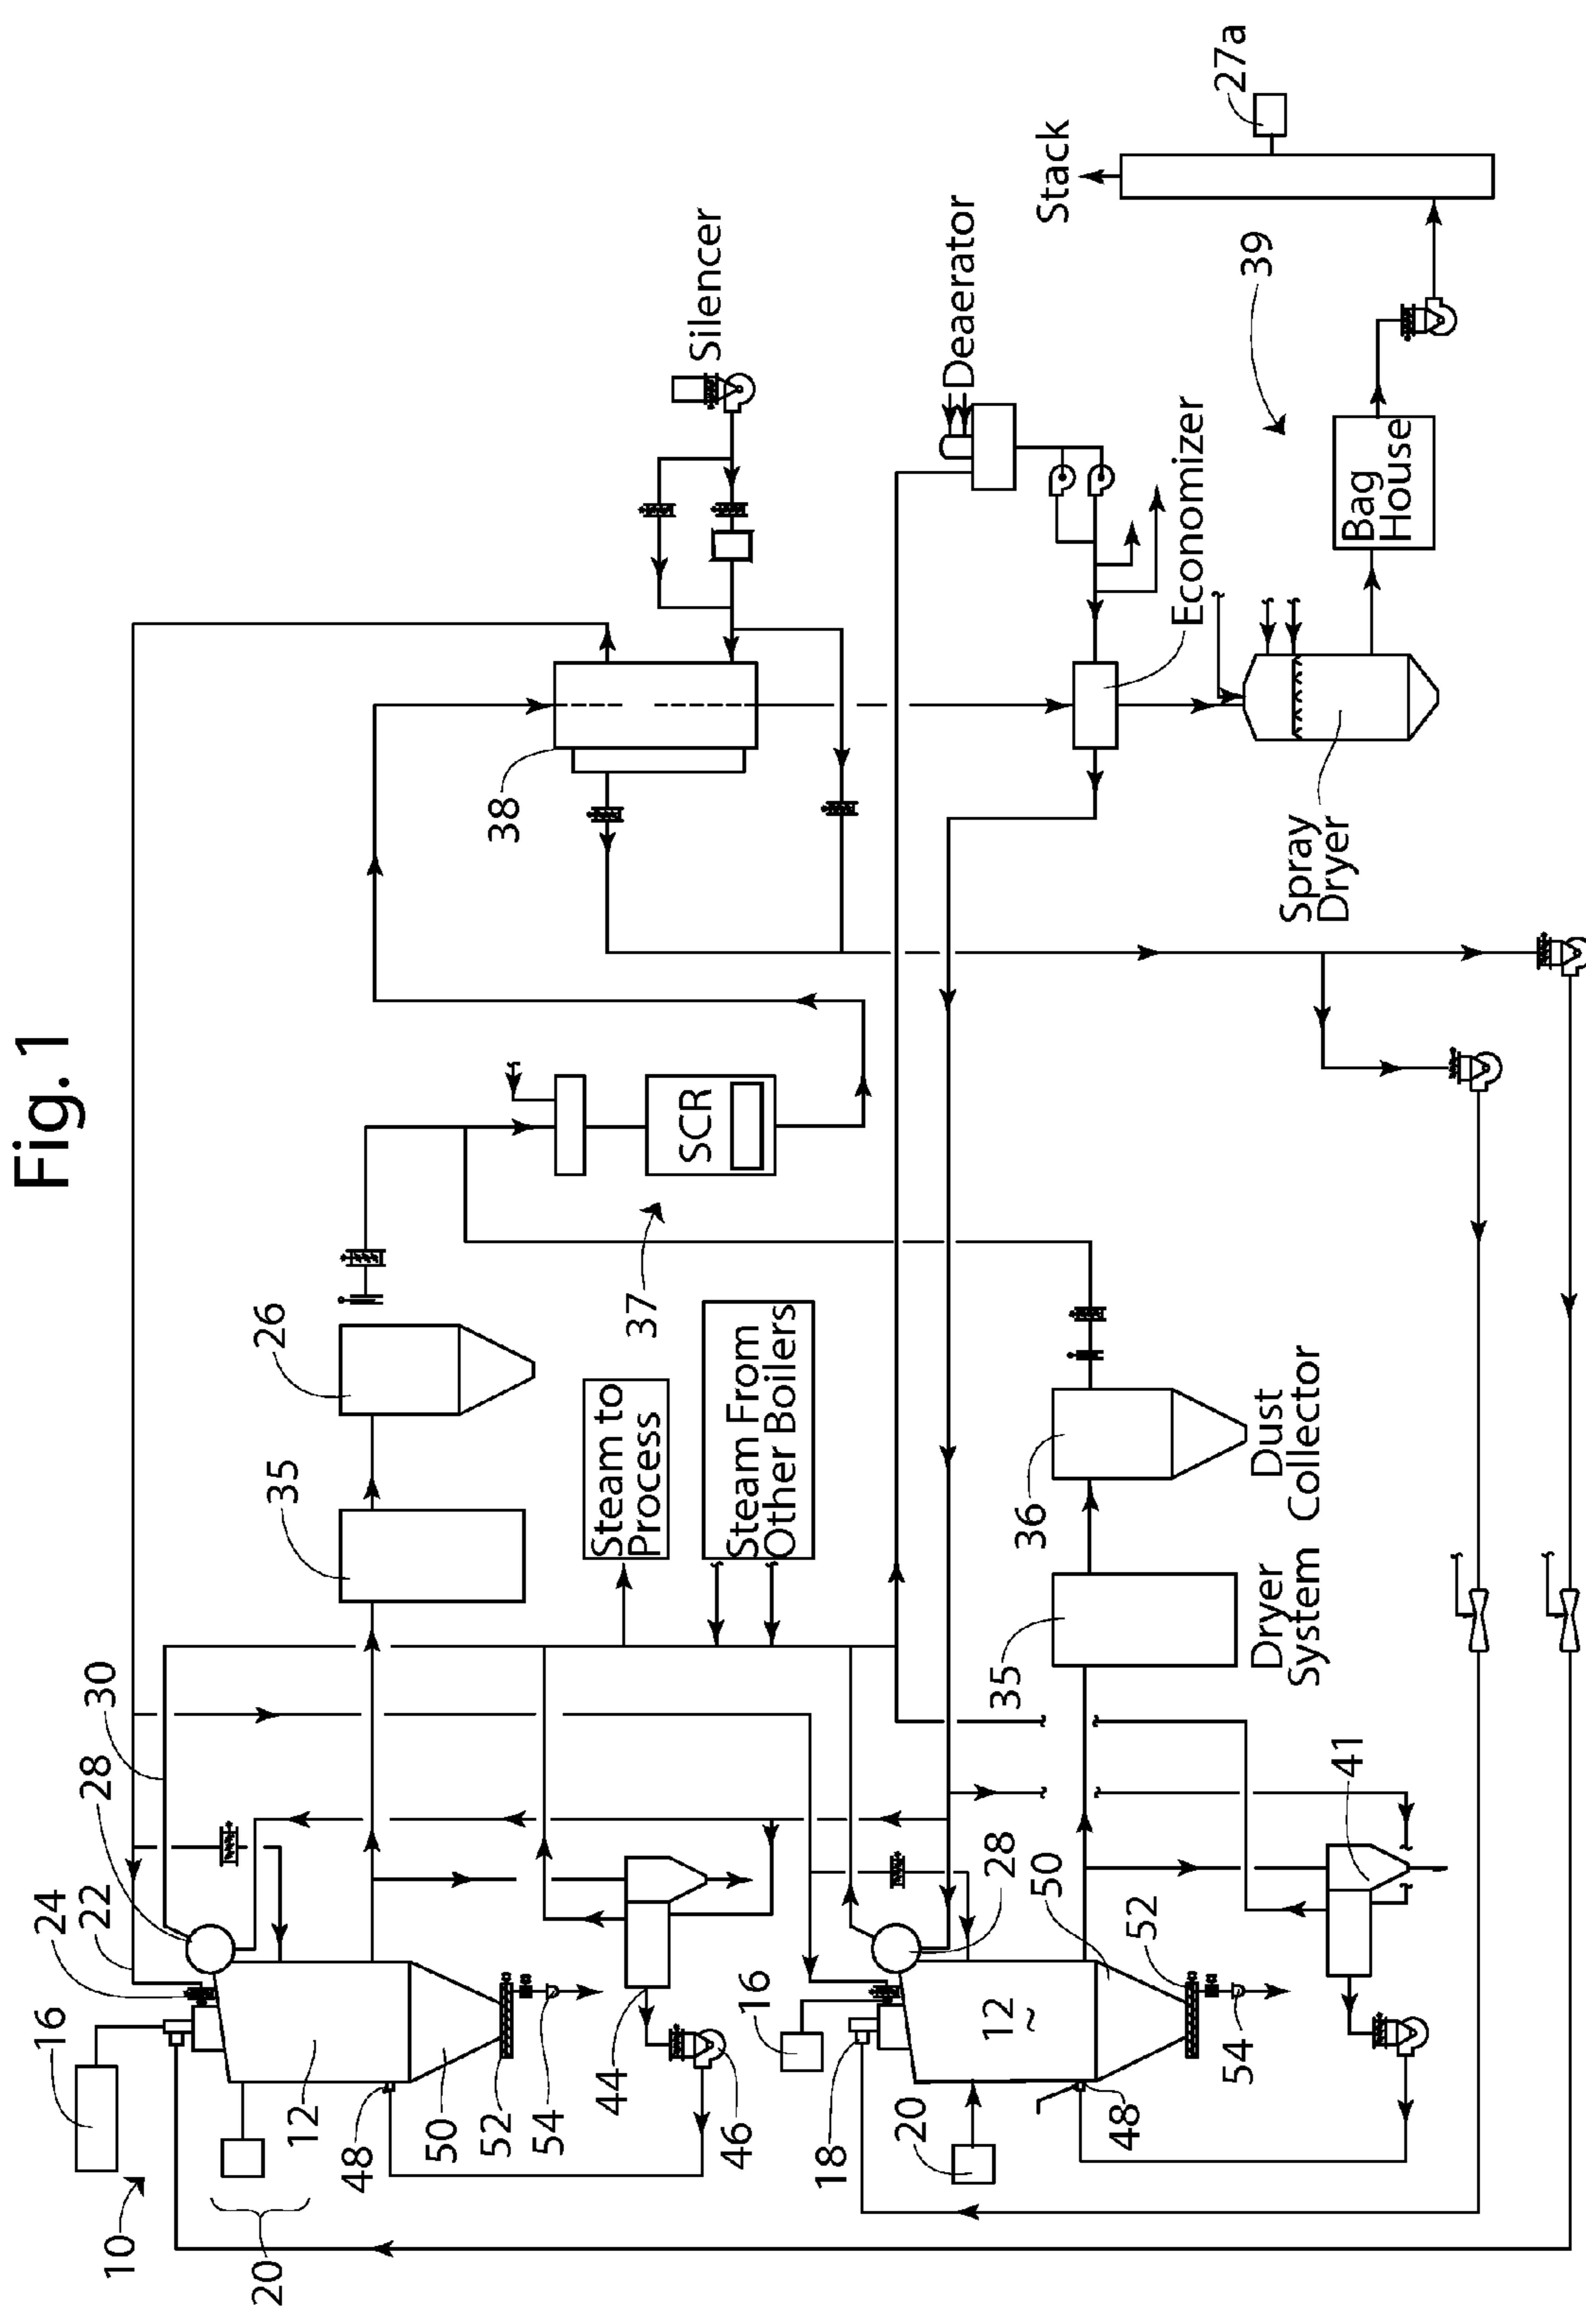 Fig.1
10
16
24
22
28
30
20
12
48
50
52
54
44
46
35
26
Steam to
Process
Steam From
Other Boilers
37
SCR
38
Silencer
Deaerator
Economizer
Stack
27a
39
Bag
House
Spray
Dryer
16
18
20
12
~
28
50
52
54
48
41
35
Dryer
System
36
Dust
Collector